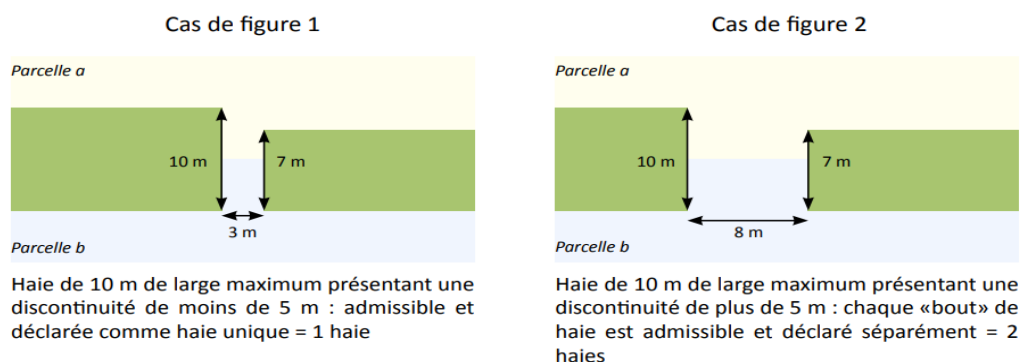 Cas de figure 1
Parcelle a
10 m
7 m
3 m
Parcelle b
Haie de 10 m de large maximum présentant une
discontinuité de moins de 5 m : admissible et
déclarée comme haie unique = 1 haie
Cas de figure 2
Parcelle a
10 m
7 m
8 m
Parcelle b
Haie de 10 m de large maximum présentant une
discontinuité de plus de 5 m : chaque «bout» de
haie est admissible et déclaré séparément = 2
haies